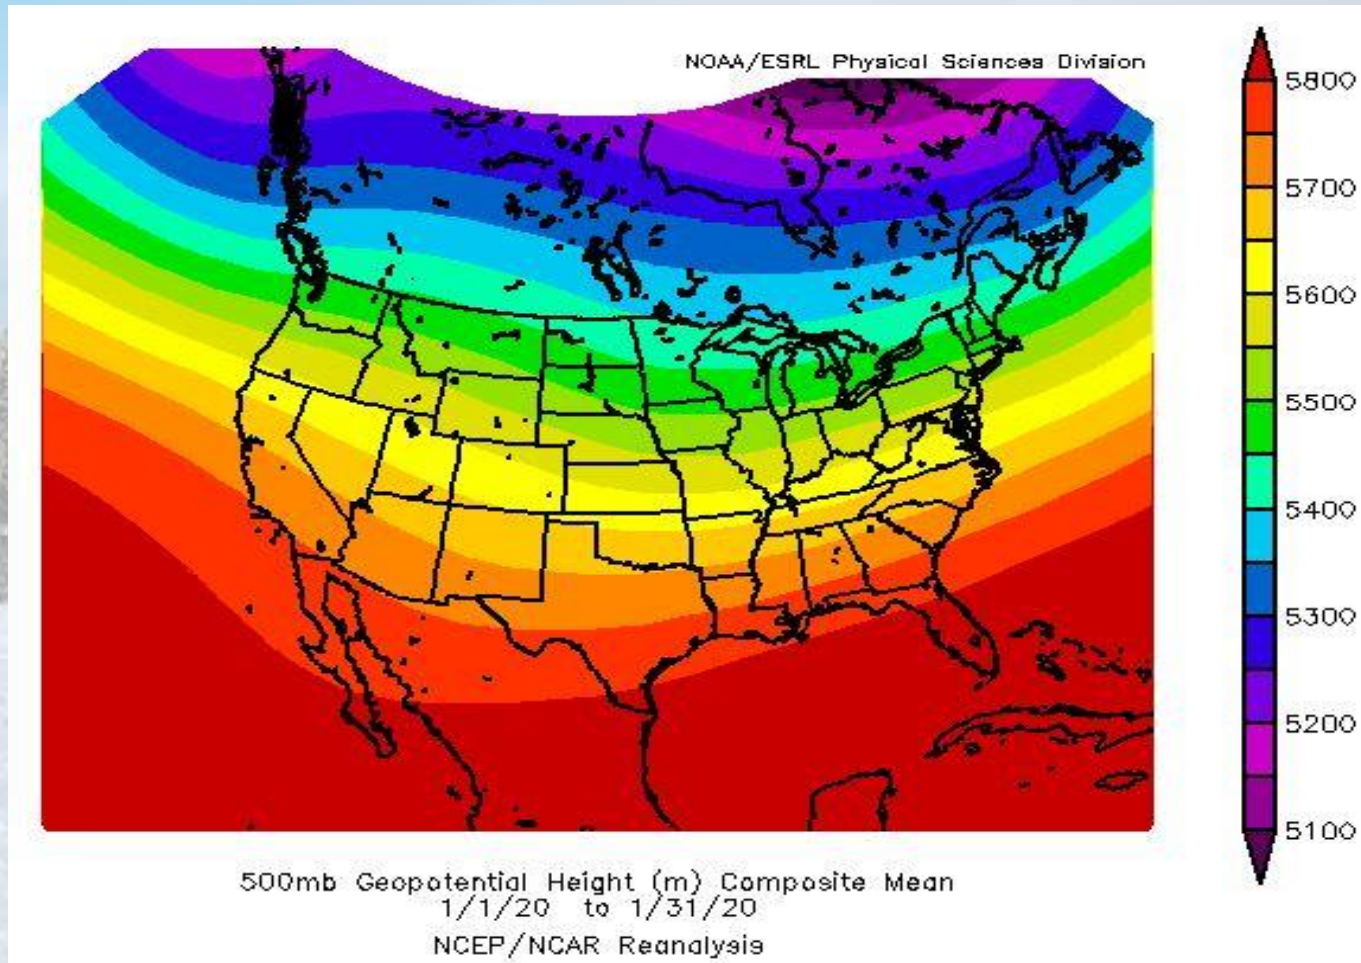 NOAA/ESRL Physical Sciences Division
5800
5700
5600
5500
5400
5300
5200
5100
500mb Geopotential Height (m) Composite Mean
1/1/20 to 1/31/20
NCEP/NCAR Reanalysis